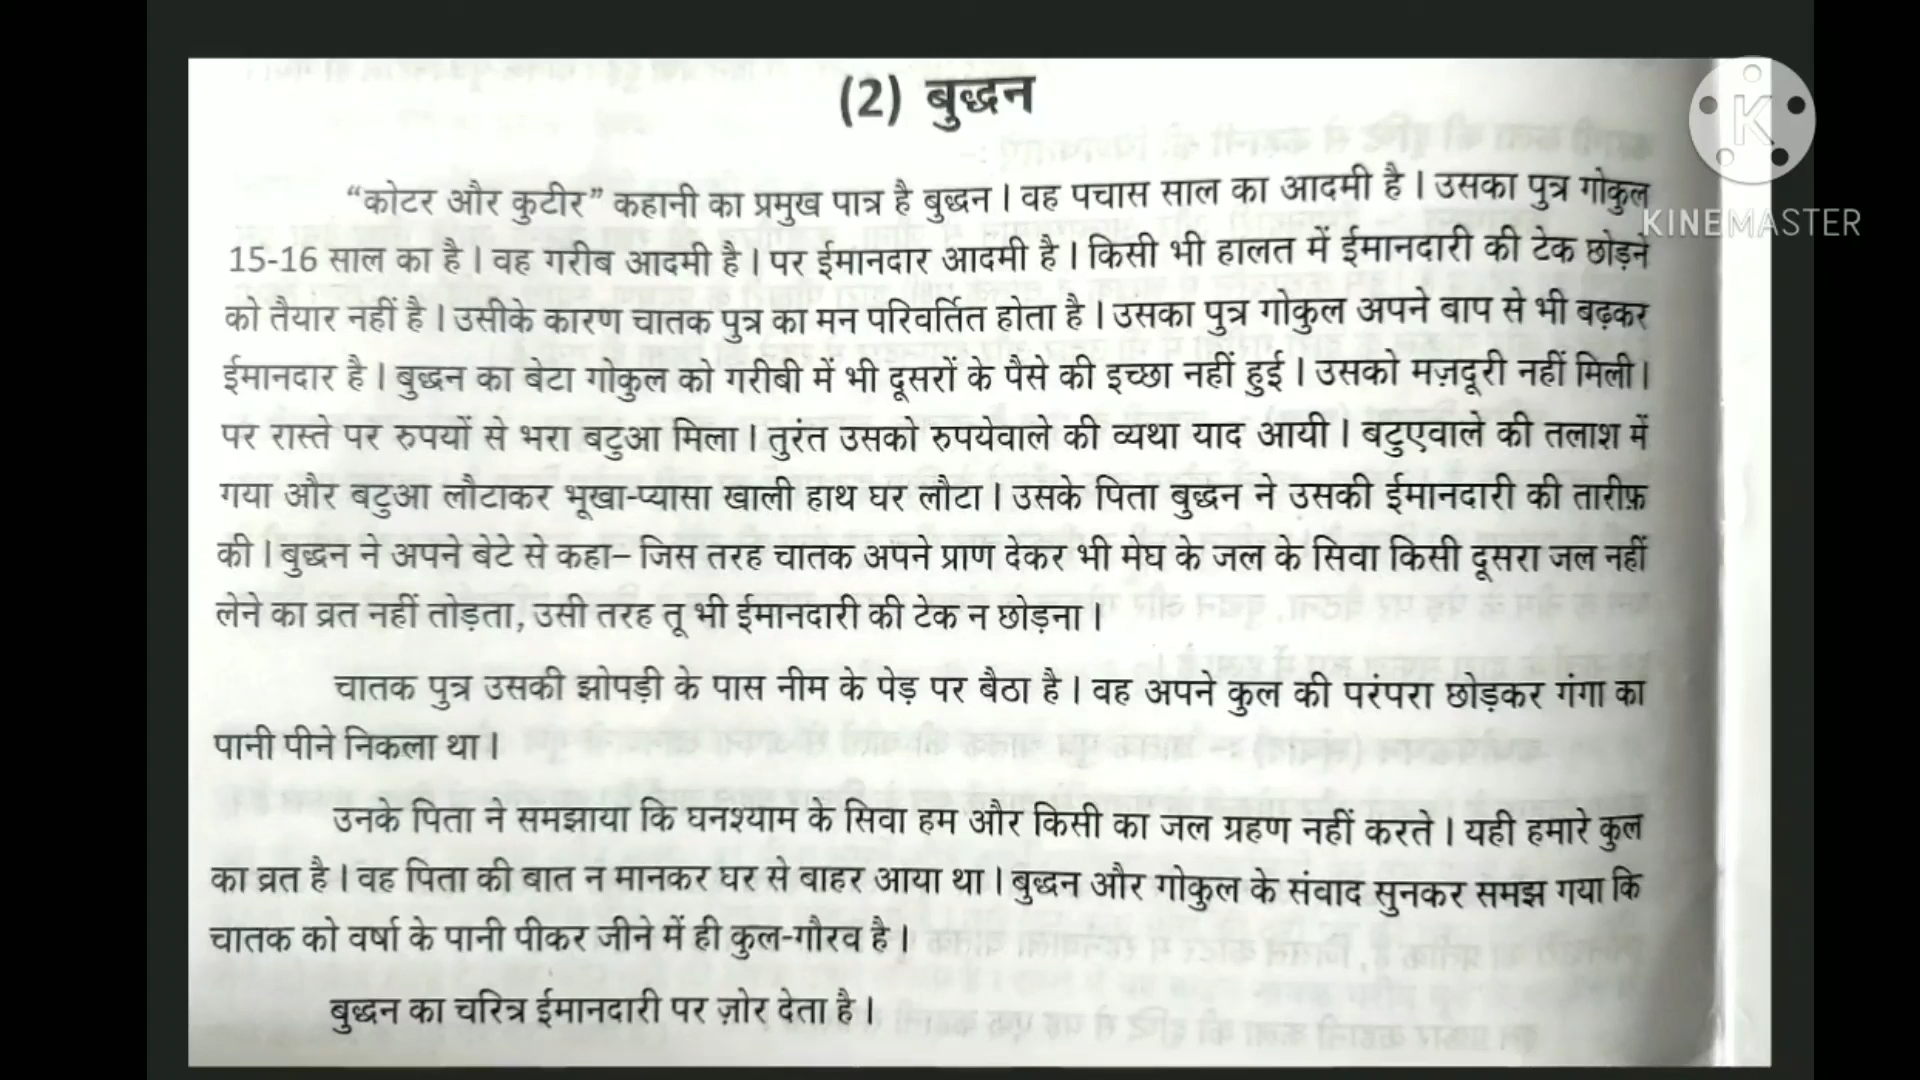 (2) बुद्धन
“कोटर और कुटीर” कहानी का प्रमुख पात्र है बुद्धन । वह पचास साल का आदमी है । उसका पुत्र गोकुल
15-16 साल का है । वह गरीब आदमी है । पर ईमानदार आदमी है । किसी भी हालत में ईमानदारी की टेक छोड़ने
को तैयार नहीं है । उसीके कारण चातक पुत्र का मन परिवर्तित होता है । उसका पुत्र गोकुल अपने बाप से भी बढ़कर
ईमानदार है । बुद्धन का बेटा गोकुल को गरीबी में भी दूसरों के पैसे की इच्छा नहीं हुई । उसको मज़दूरी नहीं मिली ।
पर रास्ते पर रुपयों से भरा बटुआ मिला । तुरंत उसको रुपयेवाले की व्यथा याद आयी । बटुएवाले की तलाश में
गया और बटुआ लौटाकर भूखा-प्यासा खाली हाथ घर लौटा । उसके पिता बुद्धन ने उसकी ईमानदारी की तारीफ़
की । बुद्धन ने अपने बेटे से कहा– जिस तरह चातक अपने प्राण देकर भी मेघ के जल के सिवा किसी दूसरा जल नहीं
लेने का व्रत नहीं तोड़ता, उसी तरह तू भी ईमानदारी की टेक न छोड़ना ।
चातक पुत्र उसकी झोपड़ी के पास नीम के पेड़ पर बैठा है । वह अपने कुल की परंपरा छोड़कर गंगा का
पानी पीने निकला था ।
उनके पिता ने समझाया कि घनश्याम के सिवा हम और किसी का जल ग्रहण नहीं करते । यही हमारे कुल
का व्रत है । वह पिता की बात न मानकर घर से बाहर आया था । बुद्धन और गोकुल के संवाद सुनकर समझ गया कि
चातक को वर्षा के पानी पीकर जीने में ही कुल-गौरव है ।
बुद्धन का चरित्र ईमानदारी पर ज़ोर देता है ।
K
KINEMASTER